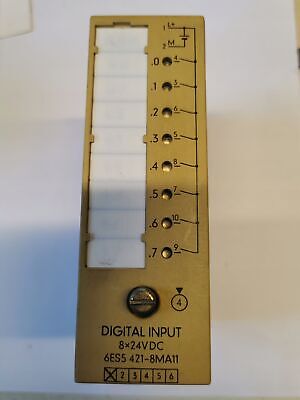 1 L+
2 M
.0 4
.1 3
.2 6
.3 5
.4 8
.5 7
.6 10
.7 9
4
DIGITAL INPUT
8×24VDC
6ES5 421-8MA11
2 3 4 5 6